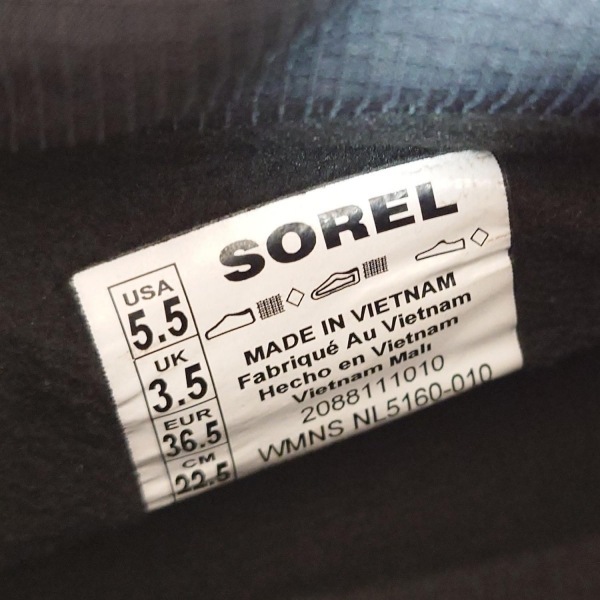 SOREL
USA
5.5
UK
3.5
EUR
36.5
CM
22.5
MADE IN VIETNAM
Fabriqué Au Vietnam
Hecho en Vietnam
Vietnam Malı
2088111010
WMNS NL5160-010